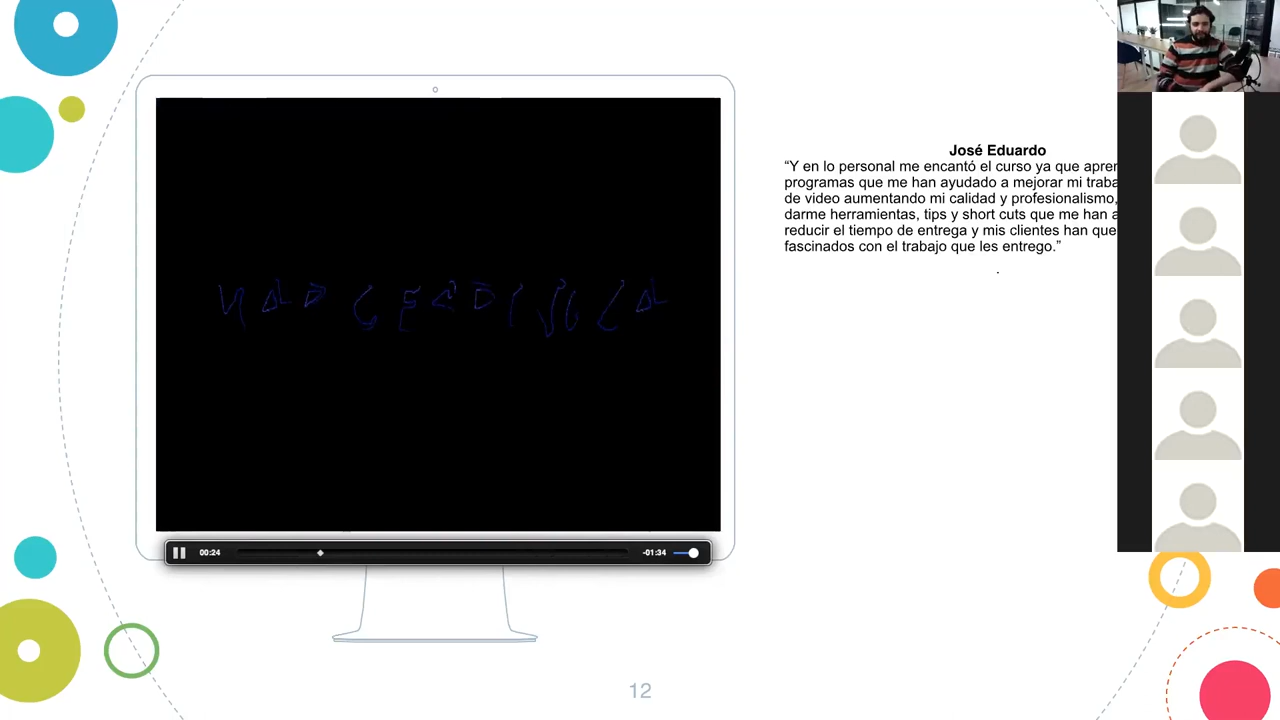 José Eduardo
“Y en lo personal me encantó el curso ya que apren
programas que me han ayudado a mejorar mi traba
de video aumentando mi calidad y profesionalismo,
darme herramientas, tips y short cuts que me han a
reducir el tiempo de entrega y mis clientes han que
fascinados con el trabajo que les entrego.”
.
00:24
-01:34
12